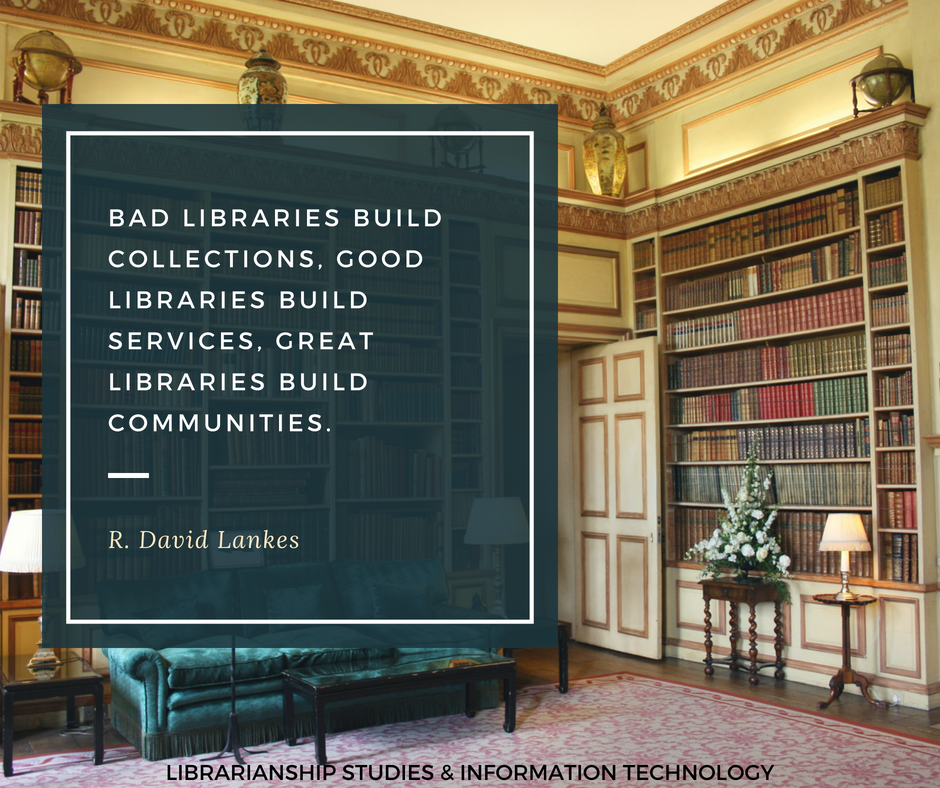 BAD LIBRARIES BUILD
COLLECTIONS, GOOD
LIBRARIES BUILD
SERVICES, GREAT
LIBRARIES BUILD
COMMUNITIES.
R. David Lankes
LIBRARIANSHIP STUDIES & INFORMATION TECHNOLOGY